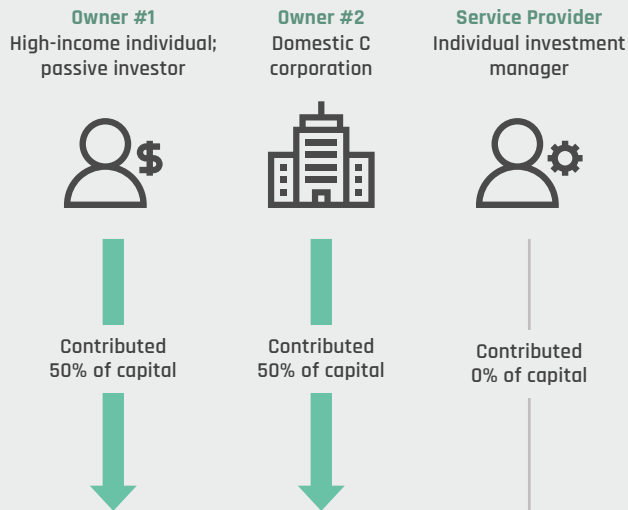 Owner #1
High-income individual;
passive investor
Owner #2
Domestic C
corporation
Service Provider
Individual investment
manager
$
Contributed
50% of capital
Contributed
50% of capital
Contributed
0% of capital